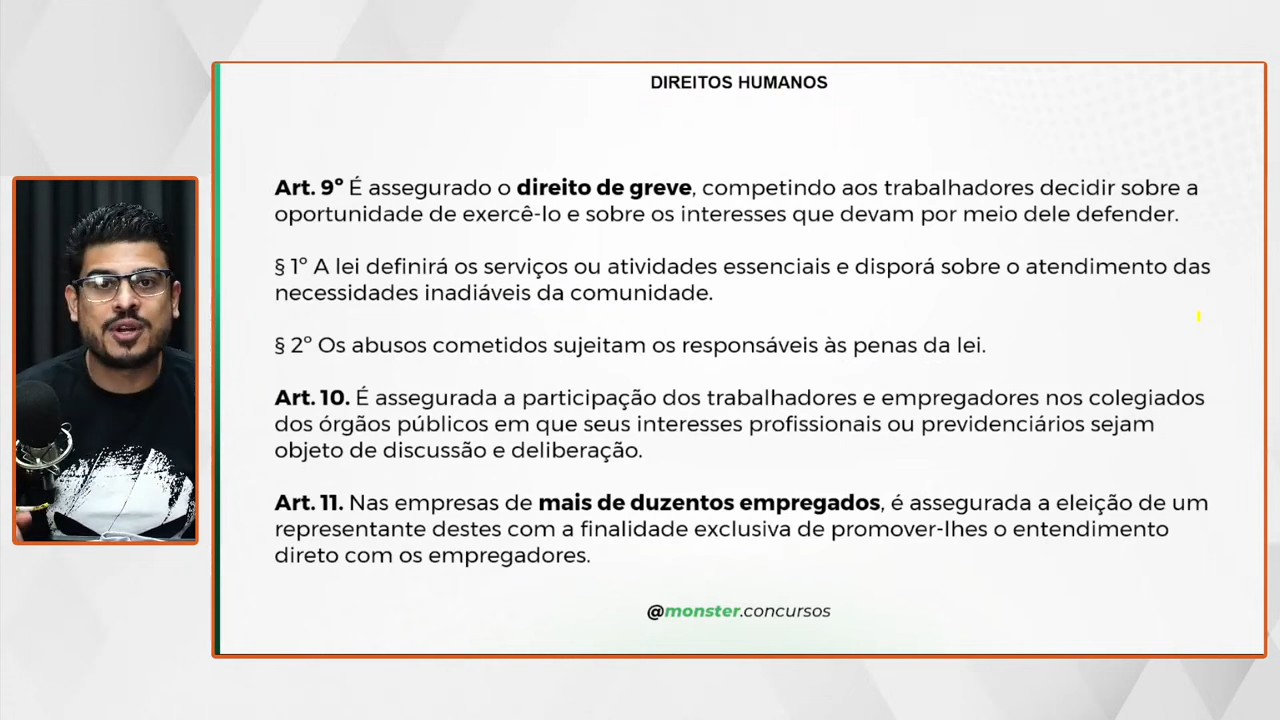 DIREITOS HUMANOS
Art. 9º É assegurado o direito de greve, competindo aos trabalhadores decidir sobre a
oportunidade de exercê-lo e sobre os interesses que devam por meio dele defender.
§ 1º A lei definirá os serviços ou atividades essenciais e disporá sobre o atendimento das
necessidades inadiáveis da comunidade.
§ 2º Os abusos cometidos sujeitam os responsáveis às penas da lei.
Art. 10. É assegurada a participação dos trabalhadores e empregadores nos colegiados
dos órgãos públicos em que seus interesses profissionais ou previdenciários sejam
objeto de discussão e deliberação.
Art. 11. Nas empresas de mais de duzentos empregados, é assegurada a eleição de um
representante destes com a finalidade exclusiva de promover-lhes o entendimento
direto com os empregadores.
@monster.concursos